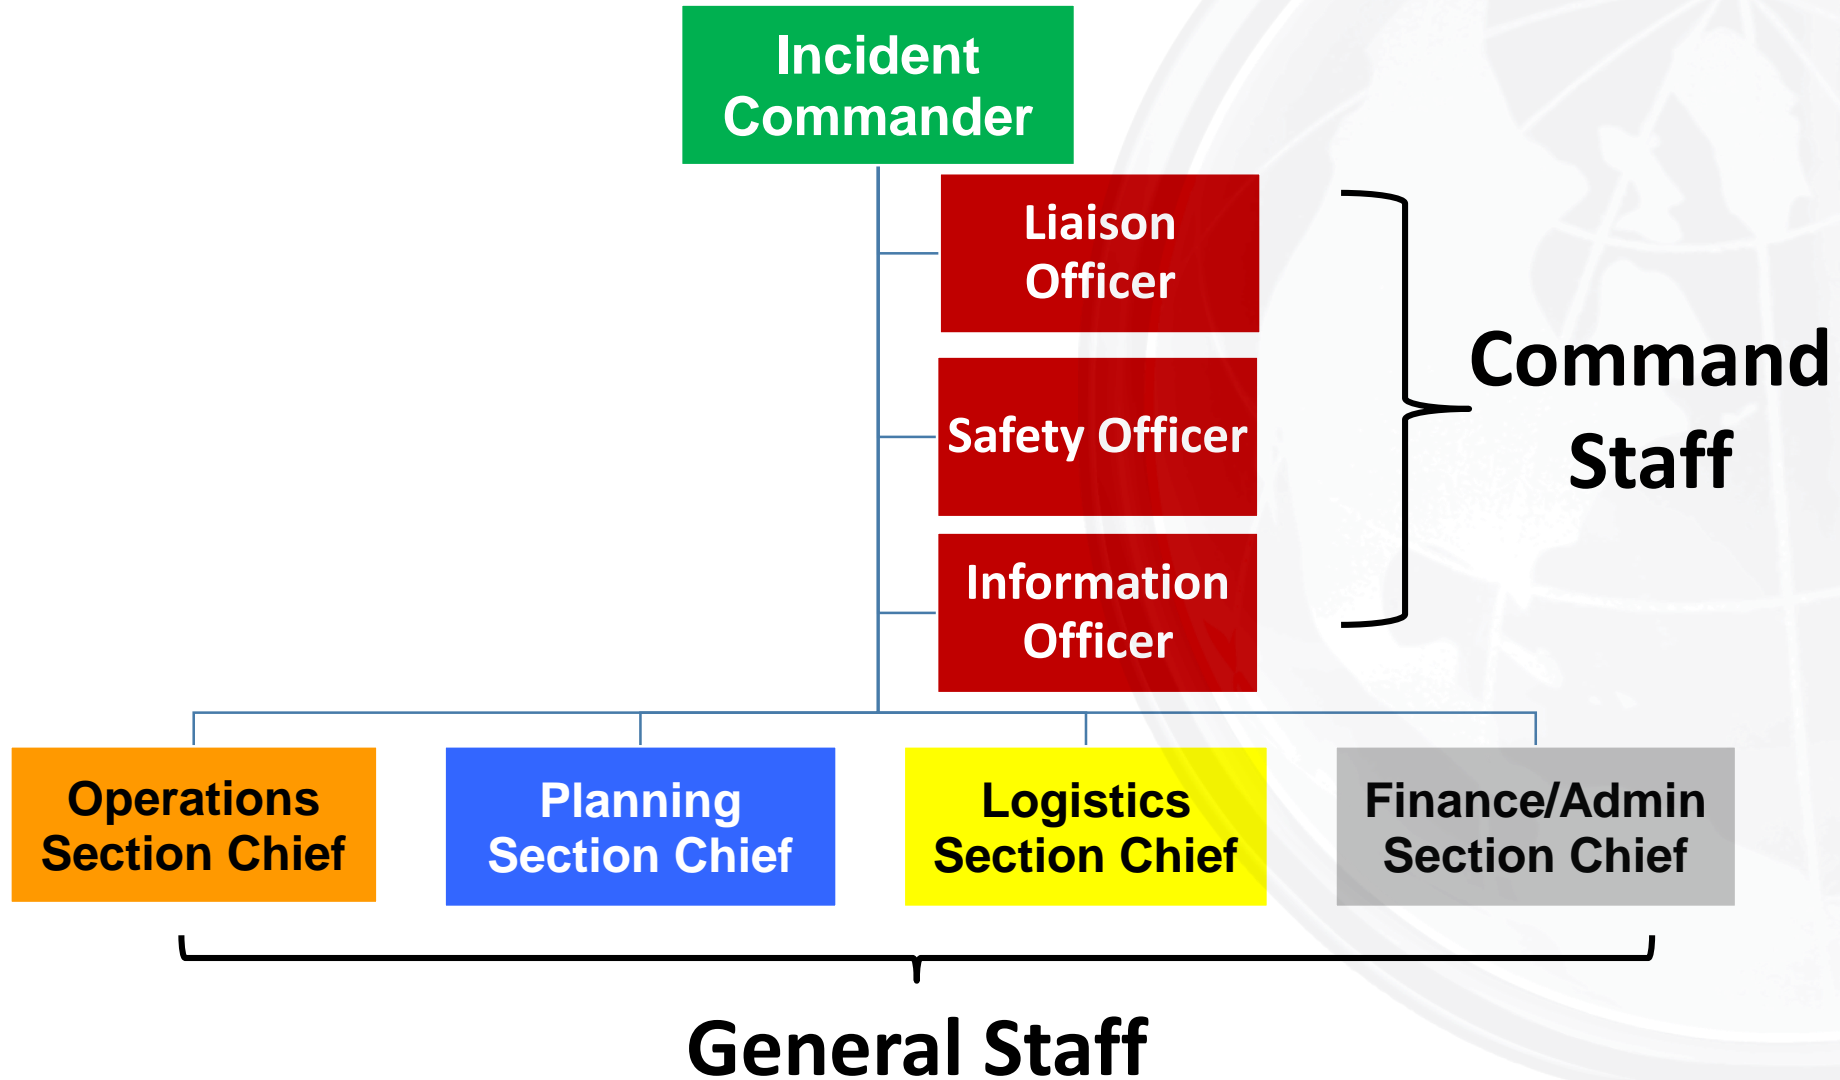 Incident
Commander
Liaison
Officer
Safety Officer
Information
Officer
Command
Staff
Operations
Section Chief
Planning
Section Chief
Logistics
Section Chief
Finance/Admin
Section Chief
General Staff